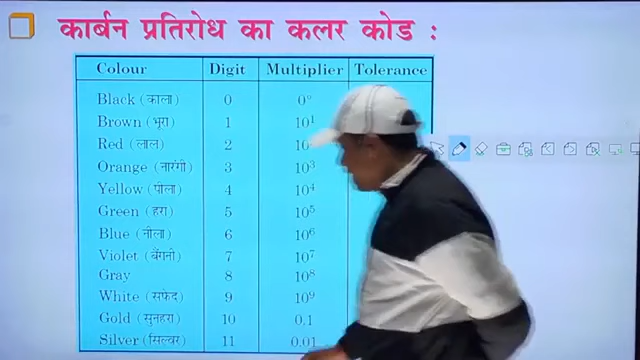 कार्बन प्रतिरोध का कलर कोड :
Colour Digit Multiplier Tolerance
Black (काला) 0 0°
Brown (भूरा) 1 10¹
Red (लाल) 2 10
Orange (नारंगी) 3 10³
Yellow (पीला) 4 10⁴
Green (हरा) 5 10⁵
Blue (नीला) 6 10⁶
Violet (बैंगनी) 7 10⁷
Gray 8 10⁸
White (सफेद) 9 10⁹
Gold (सुनहरा) 10 0.1
Silver (सिल्वर) 11 0.01